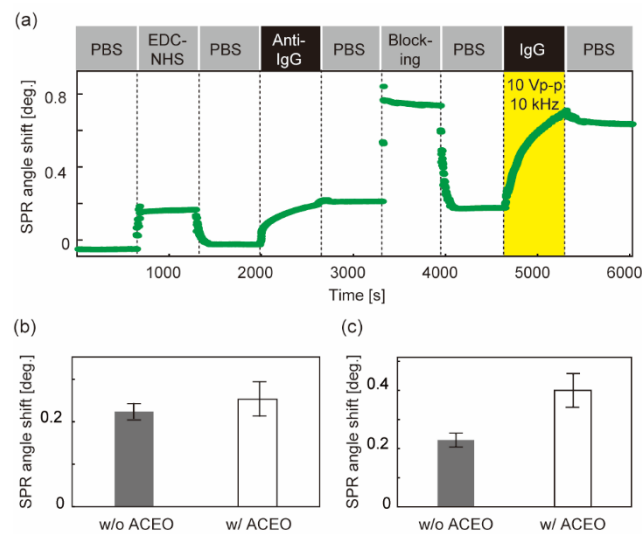 (a)
PBS EDC-NHS PBS Anti-IgG PBS Block-ing PBS IgG PBS
10 Vp-p
10 kHz
SPR angle shift [deg.]
0.8
0.4
0
1000 2000 3000 4000 5000 6000
Time [s]
(b)
SPR angle shift [deg.]
0.2
0
w/o ACEO w/ ACEO
(c)
SPR angle shift [deg.]
0.4
0.2
0
w/o ACEO w/ ACEO